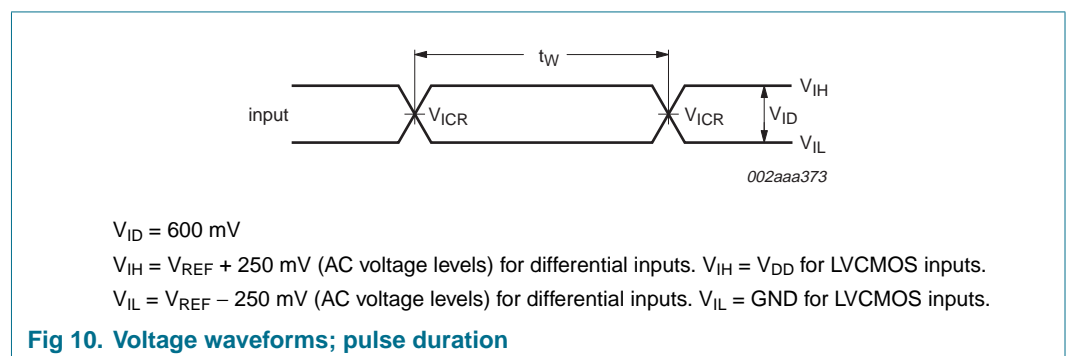 tW
VIH
input
VICR
VICR
VID
VIL
002aaa373
VID = 600 mV
VIH = VREF + 250 mV (AC voltage levels) for differential inputs. VIH = VDD for LVCMOS inputs.
VIL = VREF − 250 mV (AC voltage levels) for differential inputs. VIL = GND for LVCMOS inputs.
Fig 10. Voltage waveforms; pulse duration